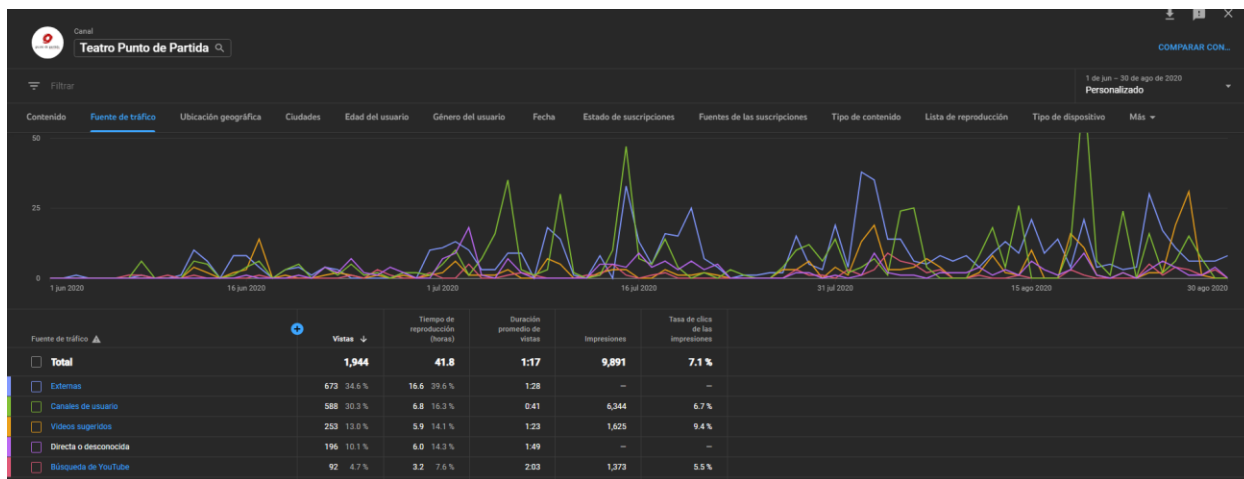 Canal
Teatro Punto de Partida
COMPARAR CON...
Filtrar
1 de jun – 30 de ago de 2020
Personalizado
Contenido Fuente de tráfico Ubicación geográfica Ciudades Edad del usuario Género del usuario Fecha Estado de suscripciones Fuentes de las suscripciones Tipo de contenido Lista de reproducción Tipo de dispositivo Más
50
25
0
1 jun 2020 16 jun 2020 1 jul 2020 16 jul 2020 31 jul 2020 15 ago 2020 30 ago 2020
Fuente de tráfico Vistas Tiempo de reproducción (horas) Duración promedio de vistas Impresiones Tasa de clics de las impresiones
Total 1,944 41.8 1:17 9,891 7.1 %
Externas 673 34.6 % 16.6 39.6 % 1:28 – –
Canales de usuario 588 30.3 % 6.8 16.3 % 0:41 6,344 6.7 %
Videos sugeridos 253 13.0 % 5.9 14.1 % 1:23 1,625 9.4 %
Directa o desconocida 196 10.1 % 6.0 14.3 % 1:49 – –
Búsqueda de YouTube 92 4.7 % 3.2 7.6 % 2:03 1,373 5.5 %